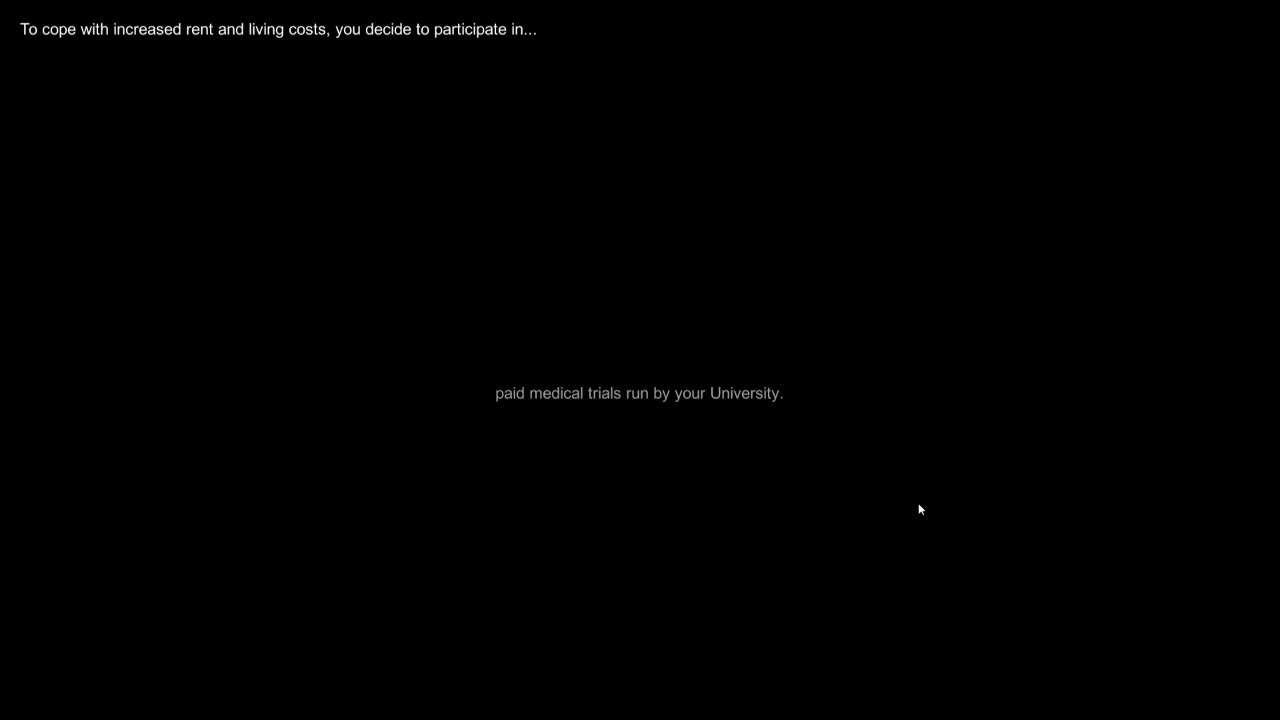 To cope with increased rent and living costs, you decide to participate in...
paid medical trials run by your University.